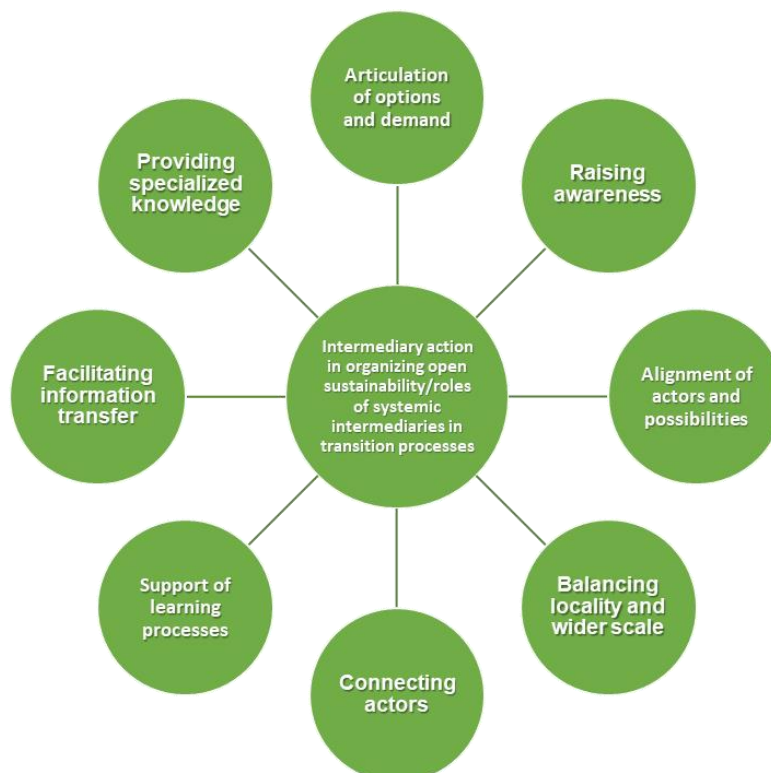 Articulation
of options
and demand
Providing
specialized
knowledge
Raising
awareness
Facilitating
information
transfer
Intermediary action
in organizing open
sustainability/roles
of systemic
intermediaries in
transition processes
Alignment of
actors and
possibilities
Support of
learning
processes
Balancing
locality and
wider scale
Connecting
actors